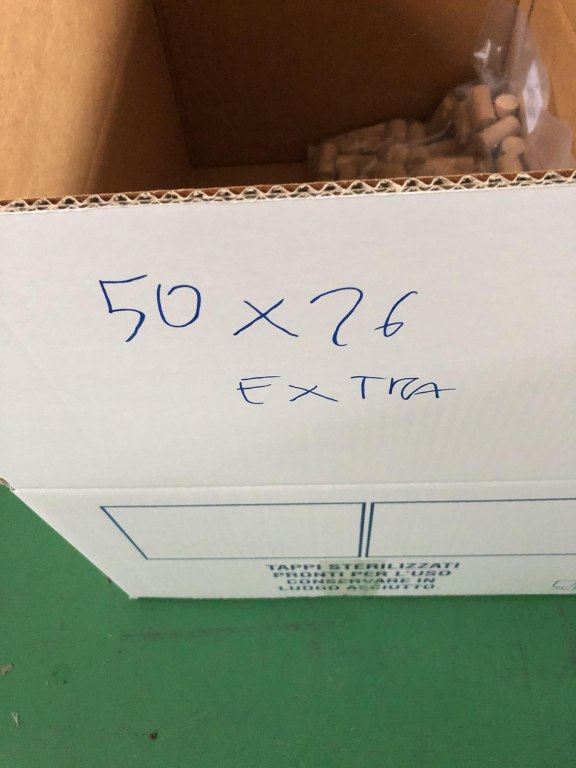 50 x 26
EXTRA
TAPPI STERILIZZATI
PRONTI PER L'USO
CONSERVARE IN
LUOGO ASCIUTTO.